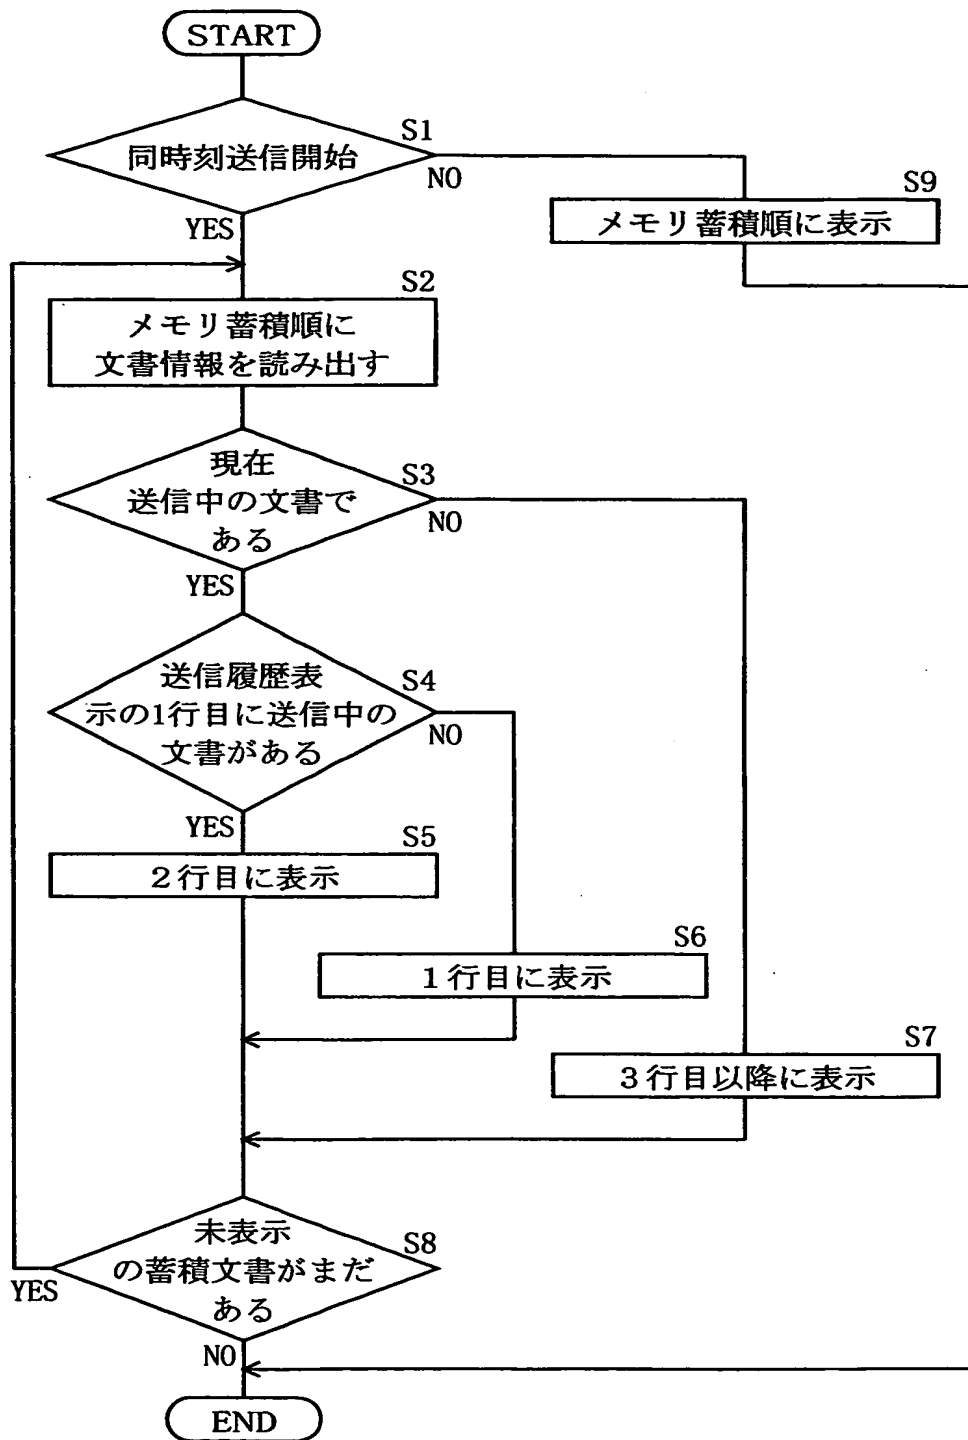 START
S1
同時刻送信開始
NO
YES
S9
メモリ蓄積順に表示
S2
メモリ蓄積順に
文書情報を読み出す
S3
現在
送信中の文書で
ある
NO
YES
S4
送信履歴表
示の1行目に送信中の
文書がある
NO
YES
S5
2行目に表示
S6
1行目に表示
S7
3行目以降に表示
S8
未表示
の蓄積文書がまだ
ある
YES
NO
END